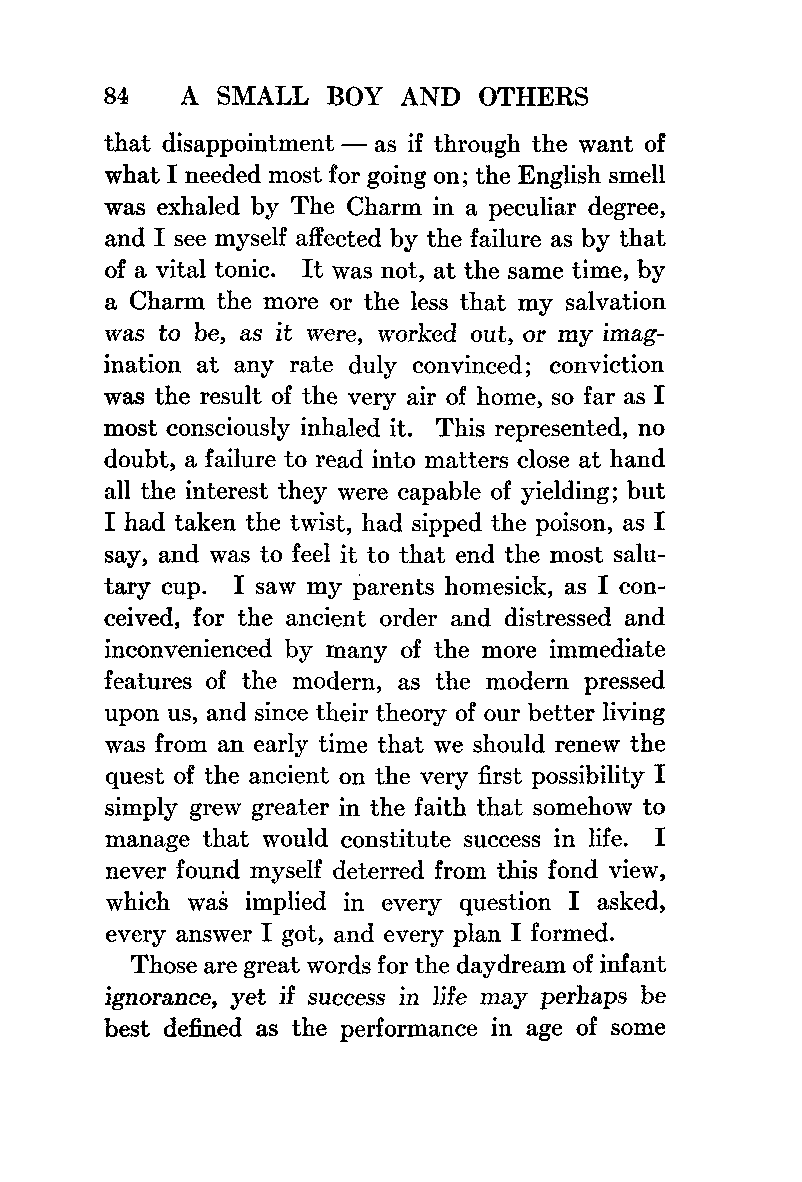 84 A SMALL BOY AND OTHERS
that disappointment — as if through the want of
what I needed most for going on; the English smell
was exhaled by The Charm in a peculiar degree,
and I see myself affected by the failure as by that
of a vital tonic. It was not, at the same time, by
a Charm the more or the less that my salvation
was to be, as it were, worked out, or my imag-
ination at any rate duly convinced; conviction
was the result of the very air of home, so far as I
most consciously inhaled it. This represented, no
doubt, a failure to read into matters close at hand
all the interest they were capable of yielding; but
I had taken the twist, had sipped the poison, as I
say, and was to feel it to that end the most salu-
tary cup. I saw my parents homesick, as I con-
ceived, for the ancient order and distressed and
inconvenienced by many of the more immediate
features of the modern, as the modern pressed
upon us, and since their theory of our better living
was from an early time that we should renew the
quest of the ancient on the very first possibility I
simply grew greater in the faith that somehow to
manage that would constitute success in life. I
never found myself deterred from this fond view,
which was implied in every question I asked,
every answer I got, and every plan I formed.
Those are great words for the daydream of infant
ignorance, yet if success in life may perhaps be
best defined as the performance in age of some